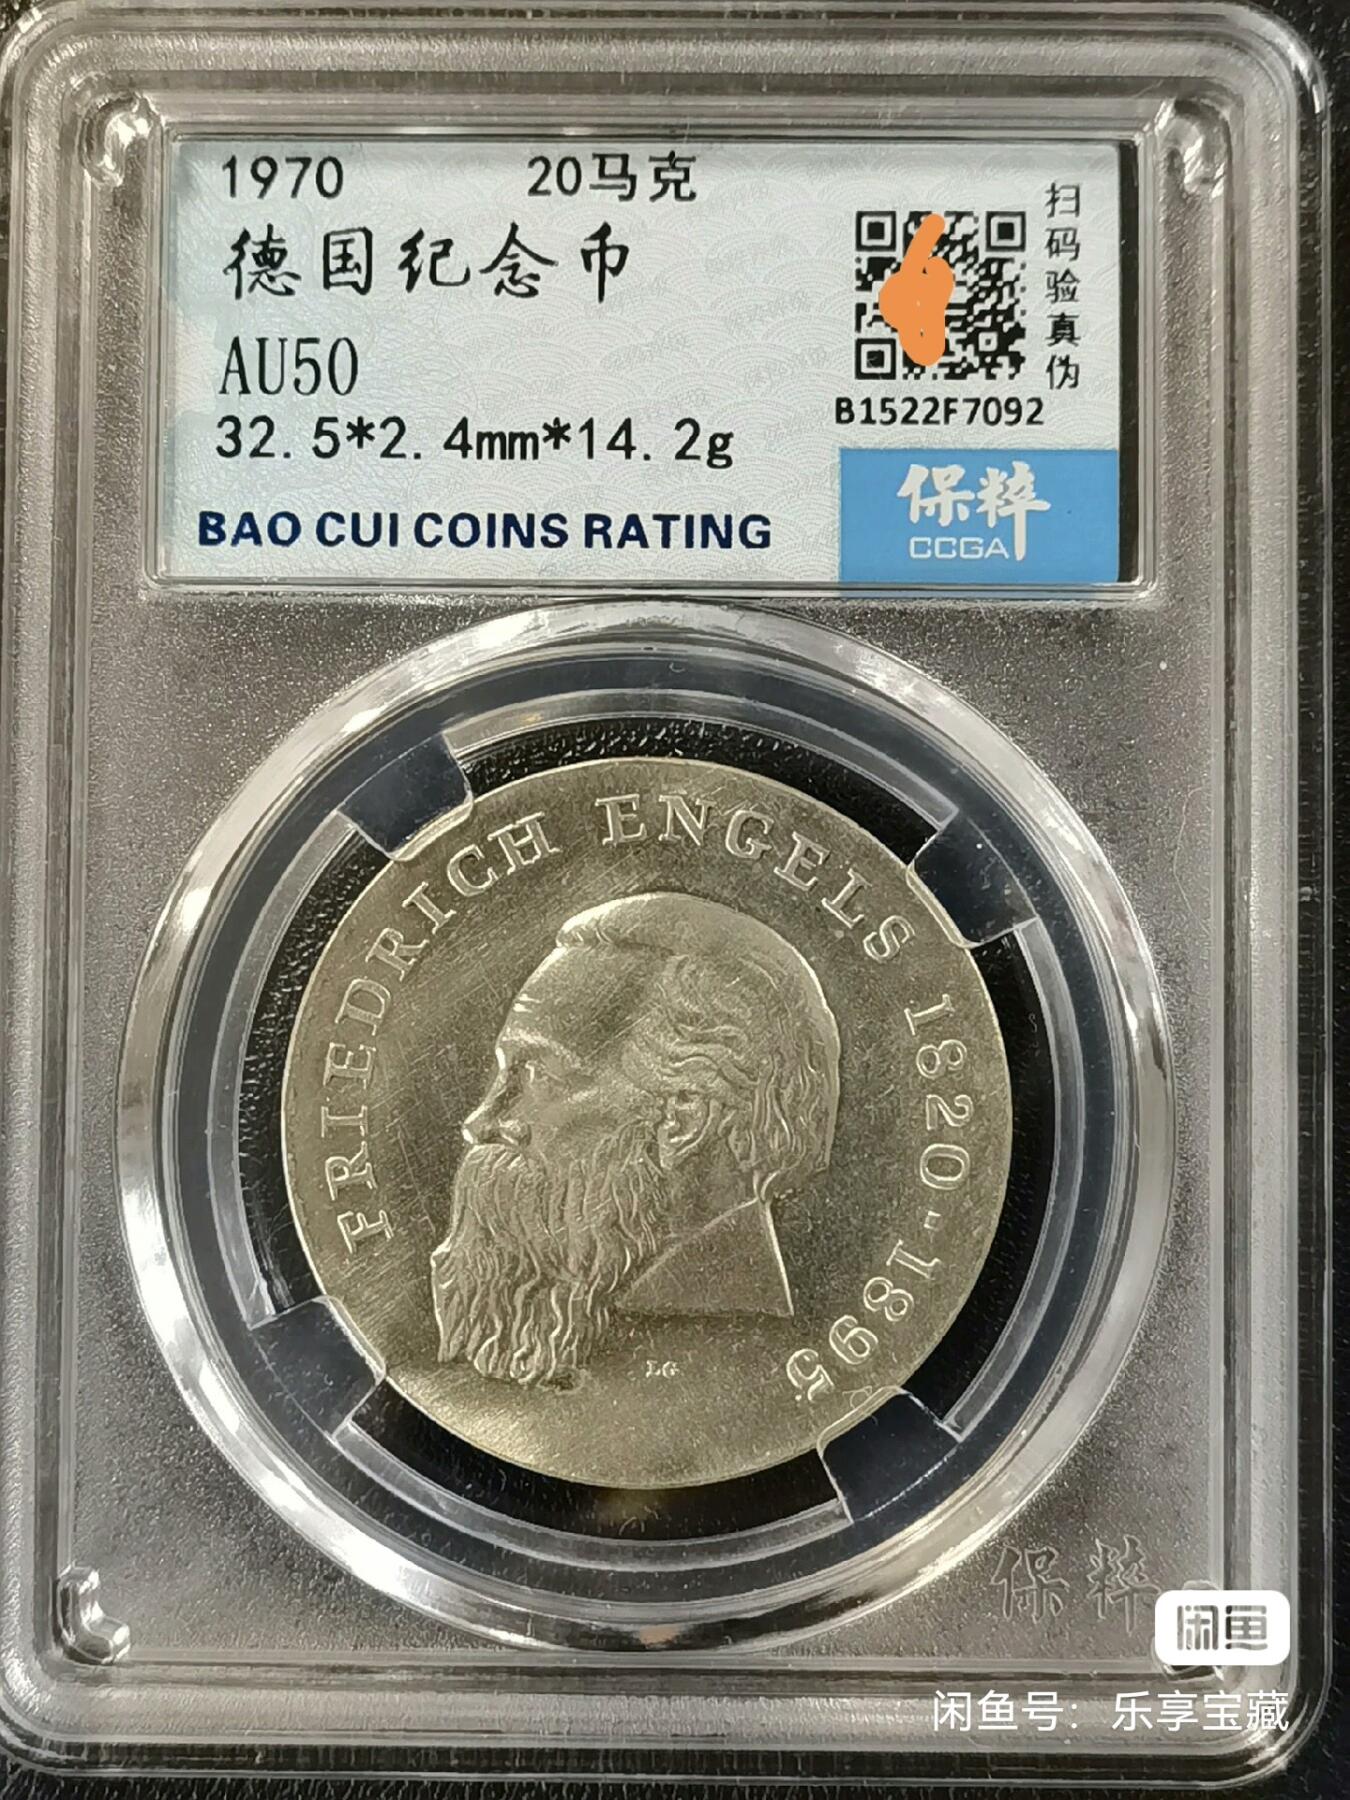 1970 20马克
德国纪念币
AU50
32.5*2.4mm*14.2g
BAO CUI COINS RATING
扫码验真伪
B1522F7092
保粹
CCGA
FRIEDRICH ENGELS 1820-1895
LG
保粹
闲鱼
闲鱼号：乐享宝藏